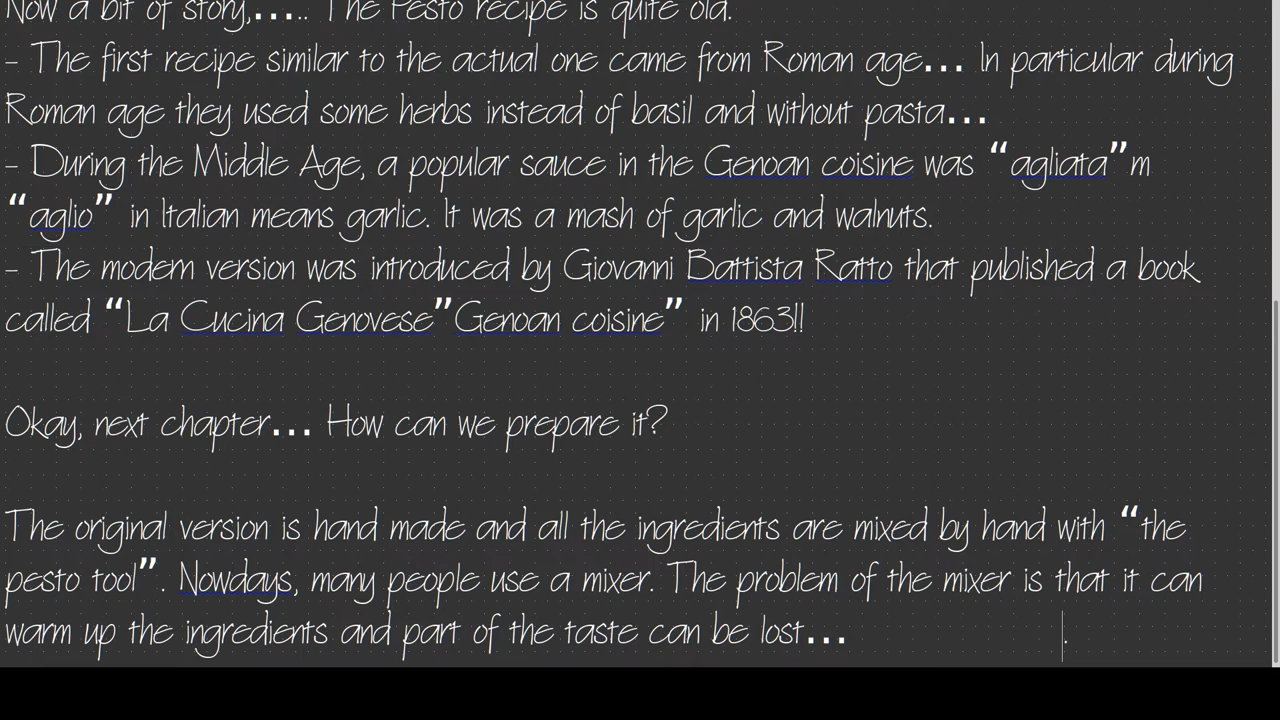 Now a bit of story,..... The Pesto recipe is quite old.
- The first recipe similar to the actual one came from Roman age... In particular during
Roman age they used some herbs instead of basil and without pasta...
- During the Middle Age, a popular sauce in the Genoan coisine was “agliata”m
“aglio” in Italian means garlic. It was a mash of garlic and walnuts.
- The modern version was introduced by Giovanni Battista Ratto that published a book
called “La Cucina Genovese”Genoan coisine” in 1863!!
Okay, next chapter... How can we prepare it?
The original version is hand made and all the ingredients are mixed by hand with “the
pesto tool”. Nowdays, many people use a mixer. The problem of the mixer is that it can
warm up the ingredients and part of the taste can be lost... .